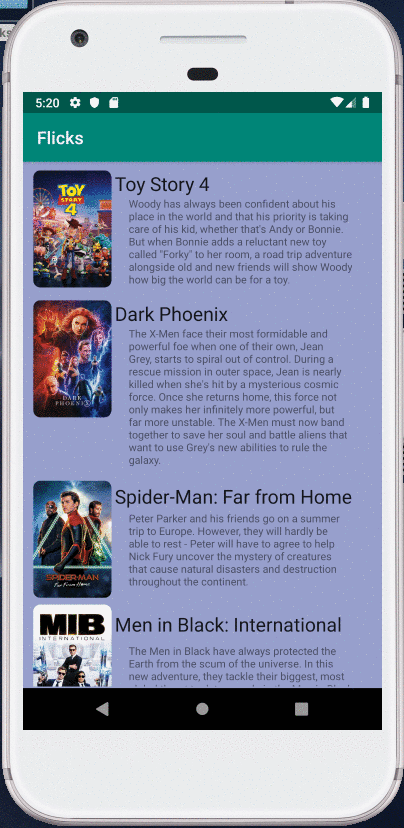 5:20
Flicks
TOY
STORY
4
Toy Story 4
Woody has always been confident about his
place in the world and that his priority is taking
care of his kid, whether that's Andy or Bonnie.
But when Bonnie adds a reluctant new toy
called "Forky" to her room, a road trip adventure
alongside old and new friends will show Woody
how big the world can be for a toy.
DARK
PHOENIX
Dark Phoenix
The X-Men face their most formidable and
powerful foe when one of their own, Jean
Grey, starts to spiral out of control. During a
rescue mission in outer space, Jean is nearly
killed when she's hit by a mysterious cosmic
force. Once she returns home, this force not
only makes her infinitely more powerful, but
far more unstable. The X-Men must now band
together to save her soul and battle aliens that
want to use Grey's new abilities to rule the
galaxy.
SPIDER-MAN
Far From Home
Spider-Man: Far from Home
Peter Parker and his friends go on a summer
trip to Europe. However, they will hardly be
able to rest - Peter will have to agree to help
Nick Fury uncover the mystery of creatures
that cause natural disasters and destruction
throughout the continent.
MIB
INTERNATIONAL
Men in Black: International
The Men in Black have always protected the
Earth from the scum of the universe. In this
new adventure, they tackle their biggest, most